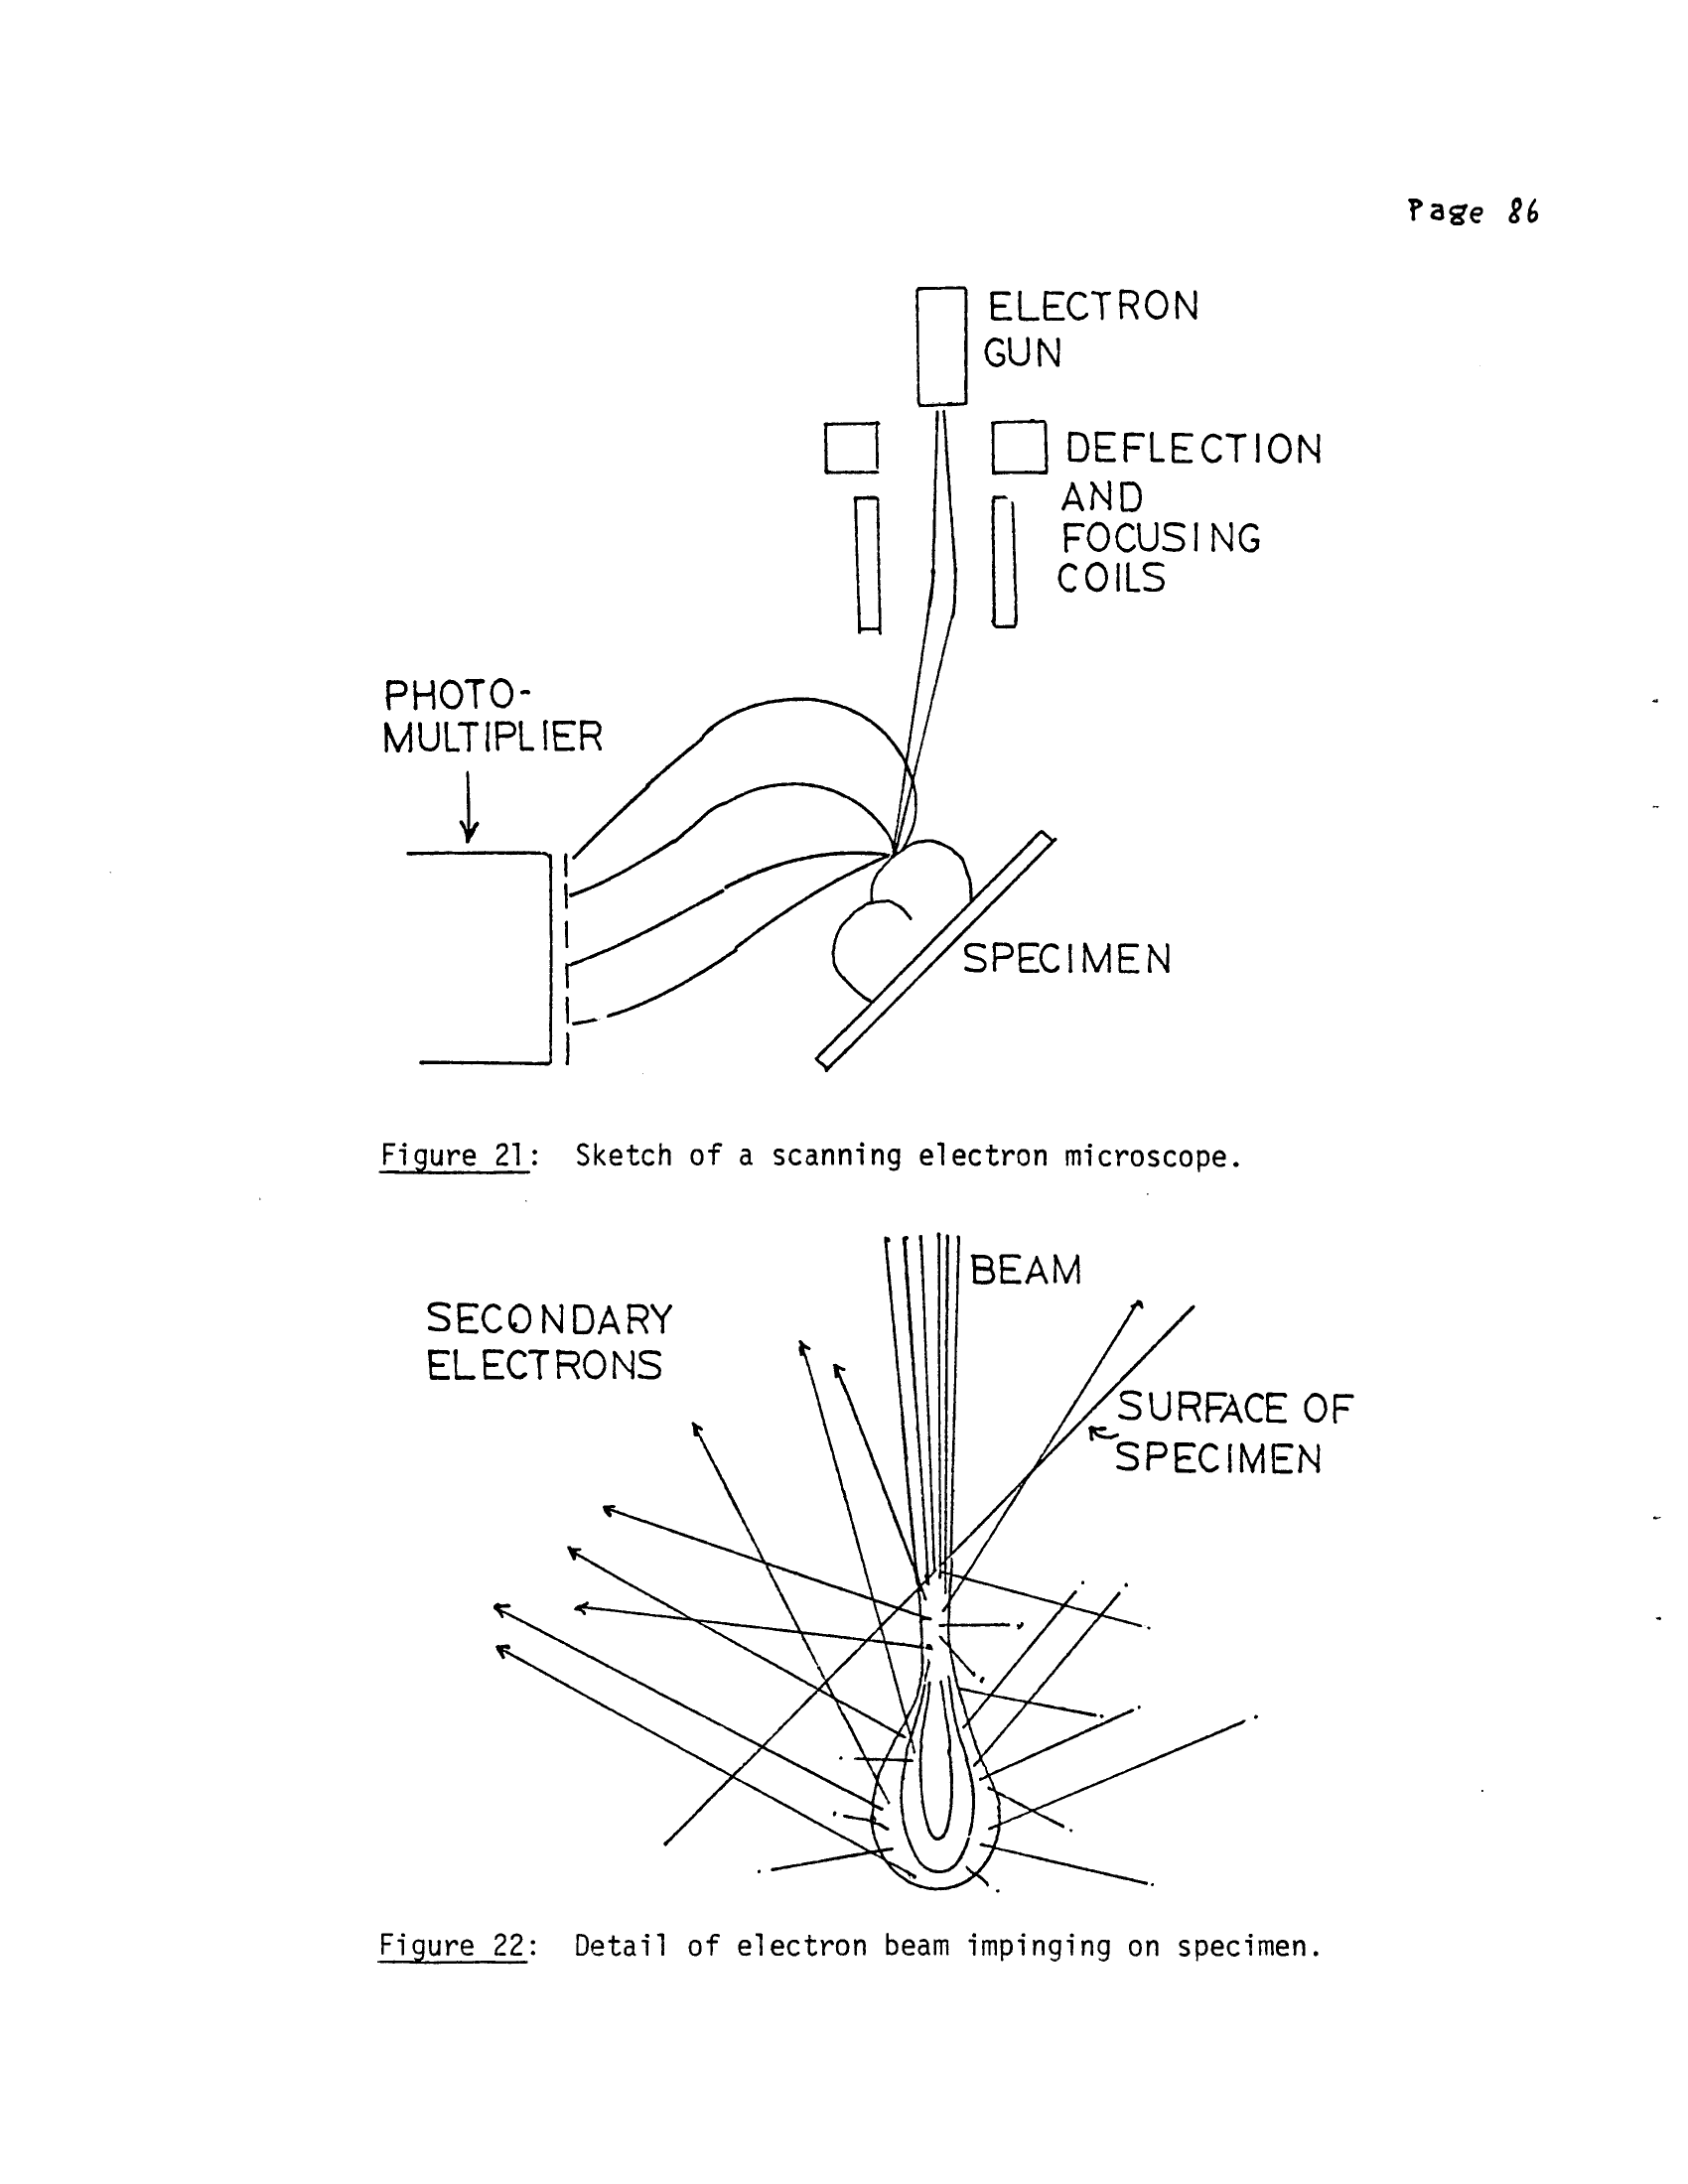 Page 86
ELECTRON
GUN
DEFLECTION
AND
FOCUSING
COILS
PHOTO-
MULTIPLIER
SPECIMEN
Figure 21: Sketch of a scanning electron microscope.
BEAM
SECONDARY
ELECTRONS
SURFACE OF
SPECIMEN
Figure 22: Detail of electron beam impinging on specimen.